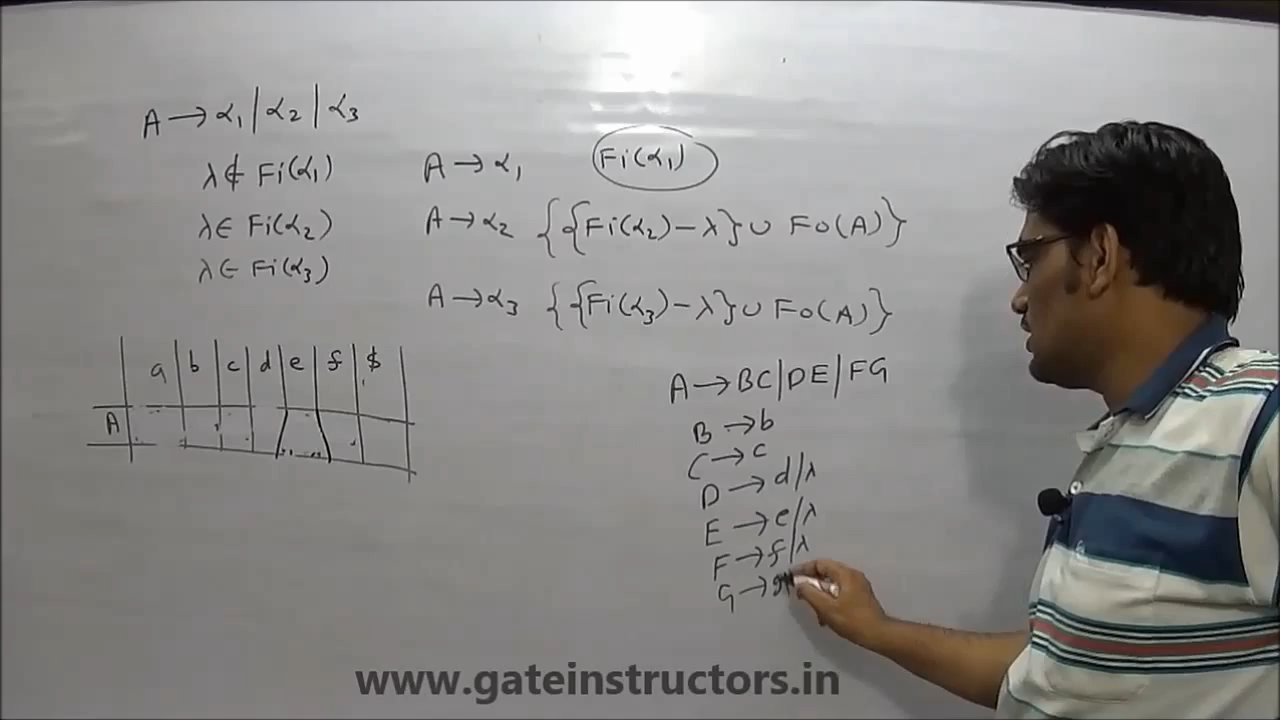 A → α₁ | α₂ | α₃
λ ∉ Fi(α₁)
λ ∈ Fi(α₂)
λ ∈ Fi(α₃)
A → α₁ Fi(α₁)
A → α₂ {{Fi(α₂) - λ} ∪ Fo(A)}
A → α₃ {{Fi(α₃) - λ} ∪ Fo(A)}
a b c d e f $
A
A → BC | DE | FG
B → b
C → c
D → d/λ
E → e/λ
F → f/λ
G →
www.gateinstructors.in